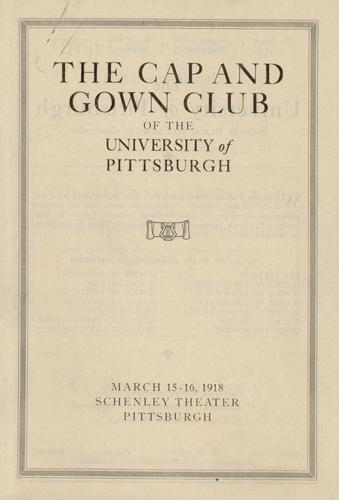 THE CAP AND
GOWN CLUB
OF THE
UNIVERSITY of
PITTSBURGH
MARCH 15-16, 1918
SCHENLEY THEATER
PITTSBURGH